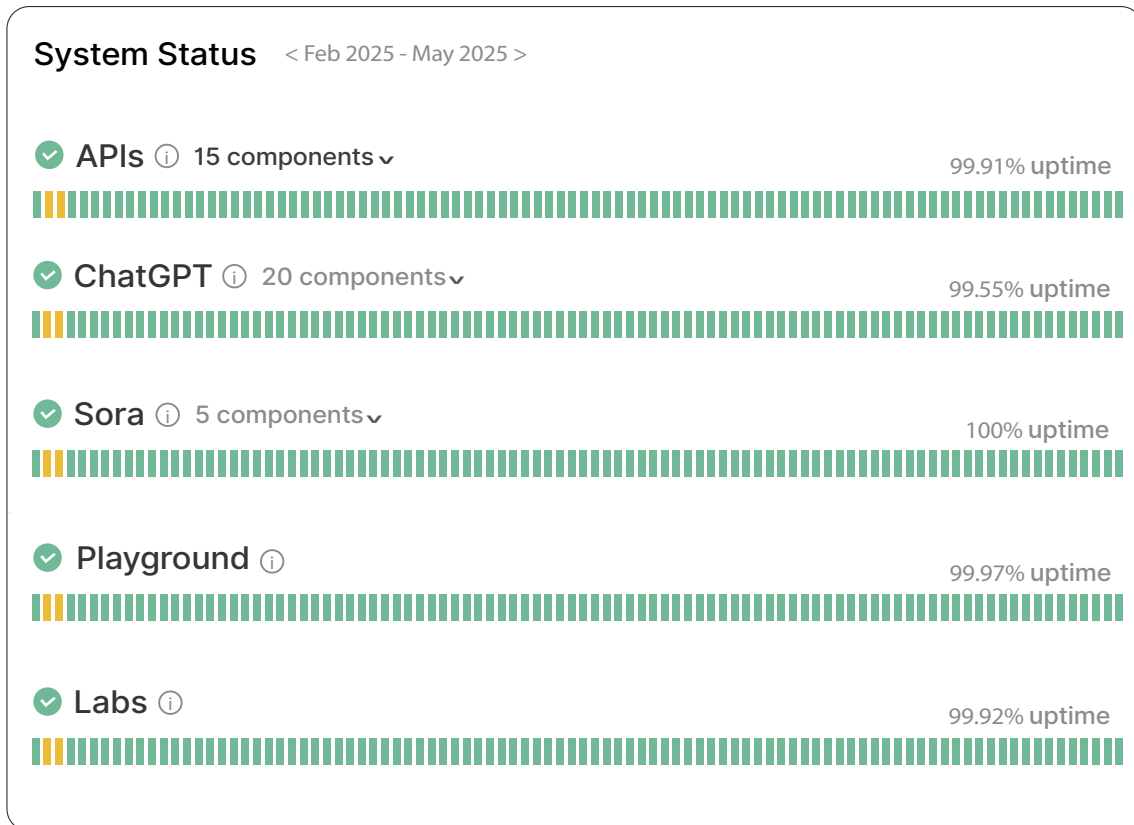 System Status < Feb 2025 - May 2025 >
APIs i 15 components
99.91% uptime
ChatGPT i 20 components
99.55% uptime
Sora i 5 components
100% uptime
Playground i
99.97% uptime
Labs i
99.92% uptime